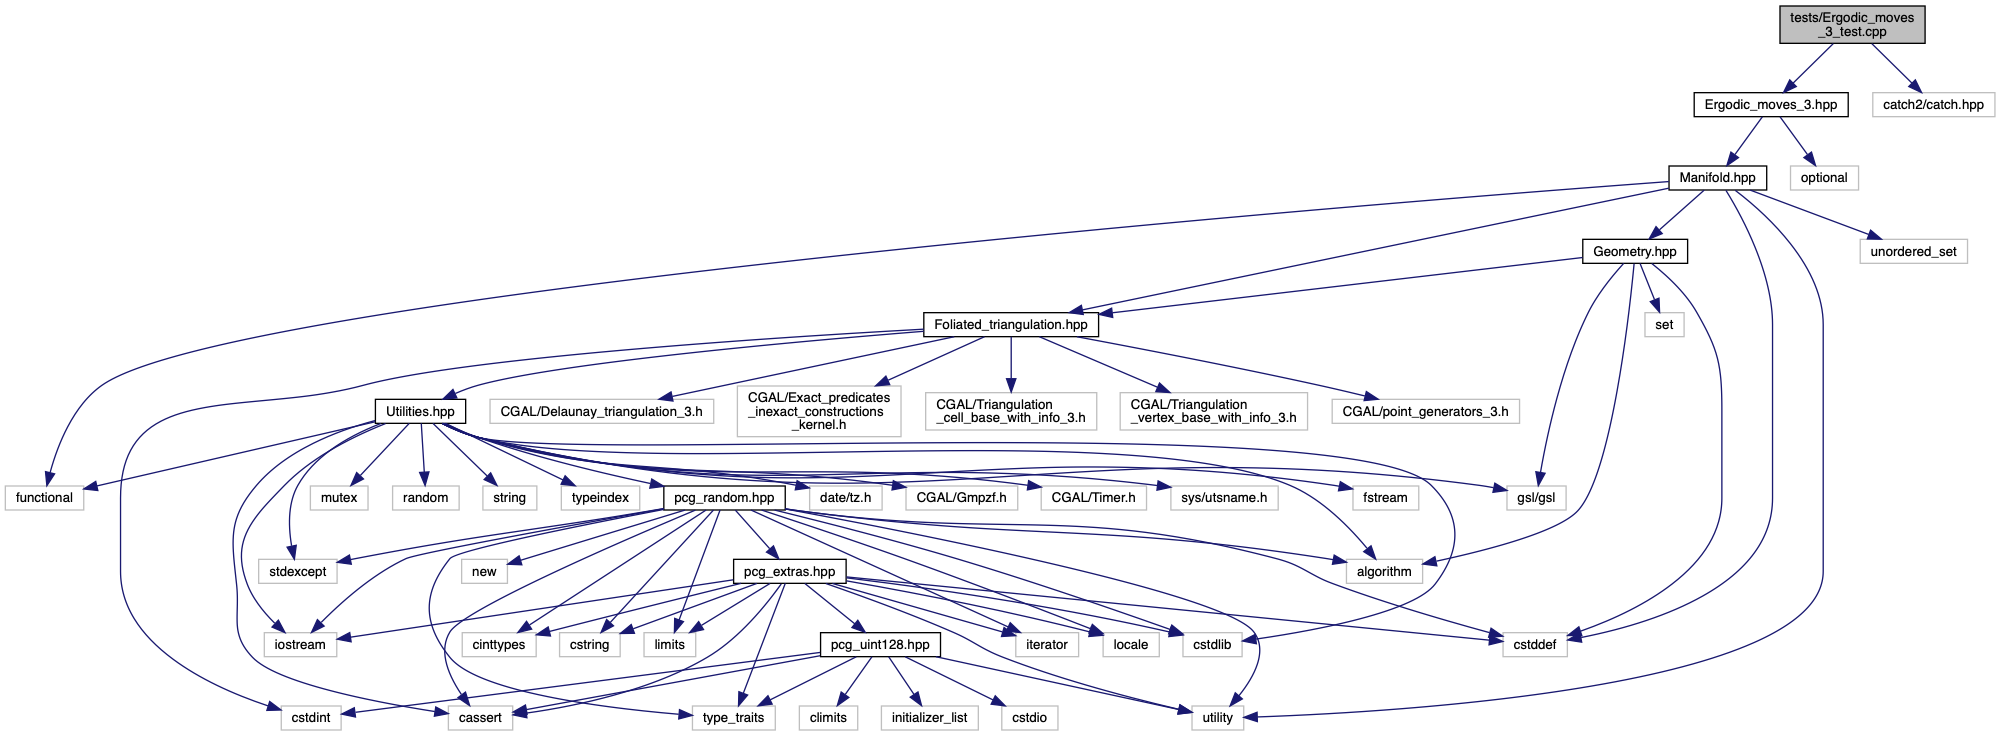 tests/Ergodic_moves
_3_test.cpp
Ergodic_moves_3.hpp
catch2/catch.hpp
Manifold.hpp
optional
Geometry.hpp
unordered_set
Foliated_triangulation.hpp
set
Utilities.hpp
CGAL/Delaunay_triangulation_3.h
CGAL/Exact_predicates
_inexact_constructions
_kernel.h
CGAL/Triangulation
_cell_base_with_info_3.h
CGAL/Triangulation
_vertex_base_with_info_3.h
CGAL/point_generators_3.h
functional
mutex
random
string
typeindex
pcg_random.hpp
date/tz.h
CGAL/Gmpzf.h
CGAL/Timer.h
sys/utsname.h
fstream
gsl/gsl
stdexcept
new
pcg_extras.hpp
algorithm
iostream
cinttypes
cstring
limits
pcg_uint128.hpp
iterator
locale
cstdlib
cstddef
cstdint
cassert
type_traits
climits
initializer_list
cstdio
utility